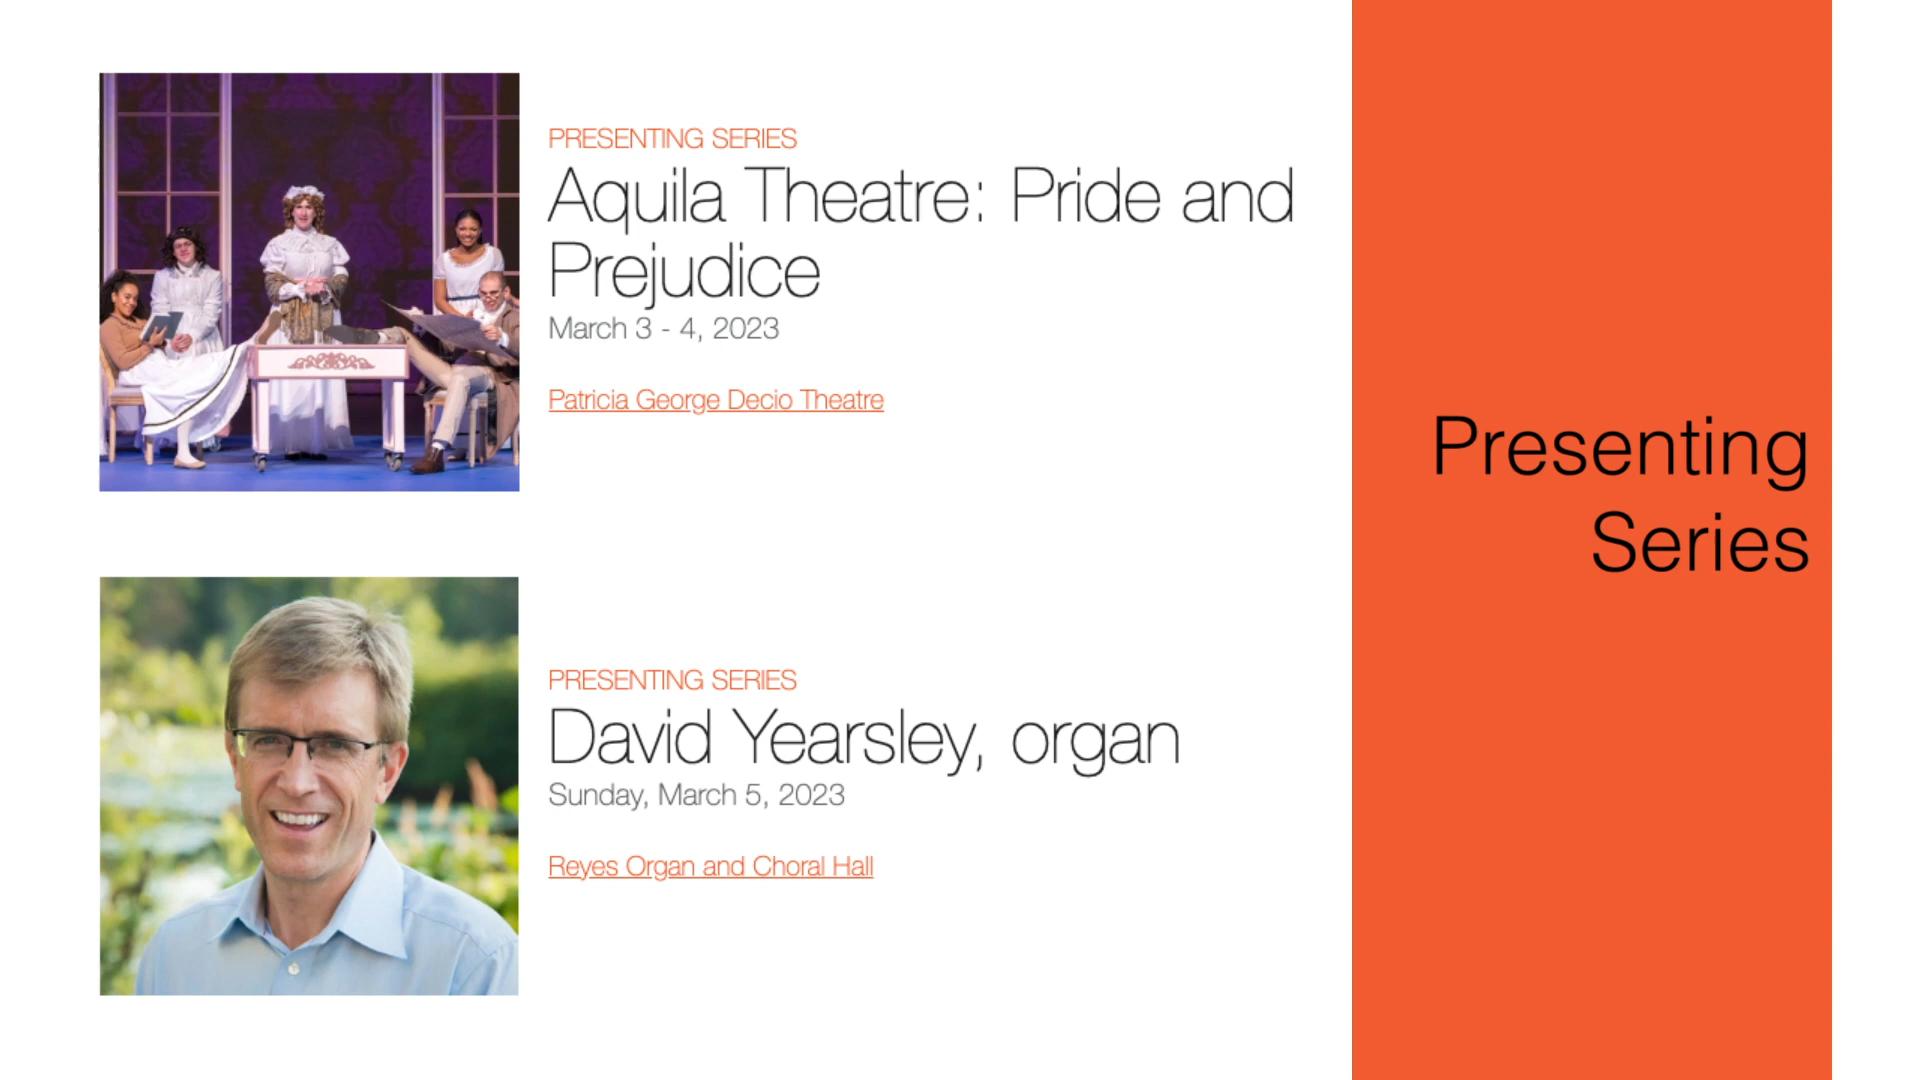 PRESENTING SERIES
Aquila Theatre: Pride and
Prejudice
March 3 - 4, 2023
Patricia George Decio Theatre
PRESENTING SERIES
David Yearsley, organ
Sunday, March 5, 2023
Reyes Organ and Choral Hall
Presenting
Series